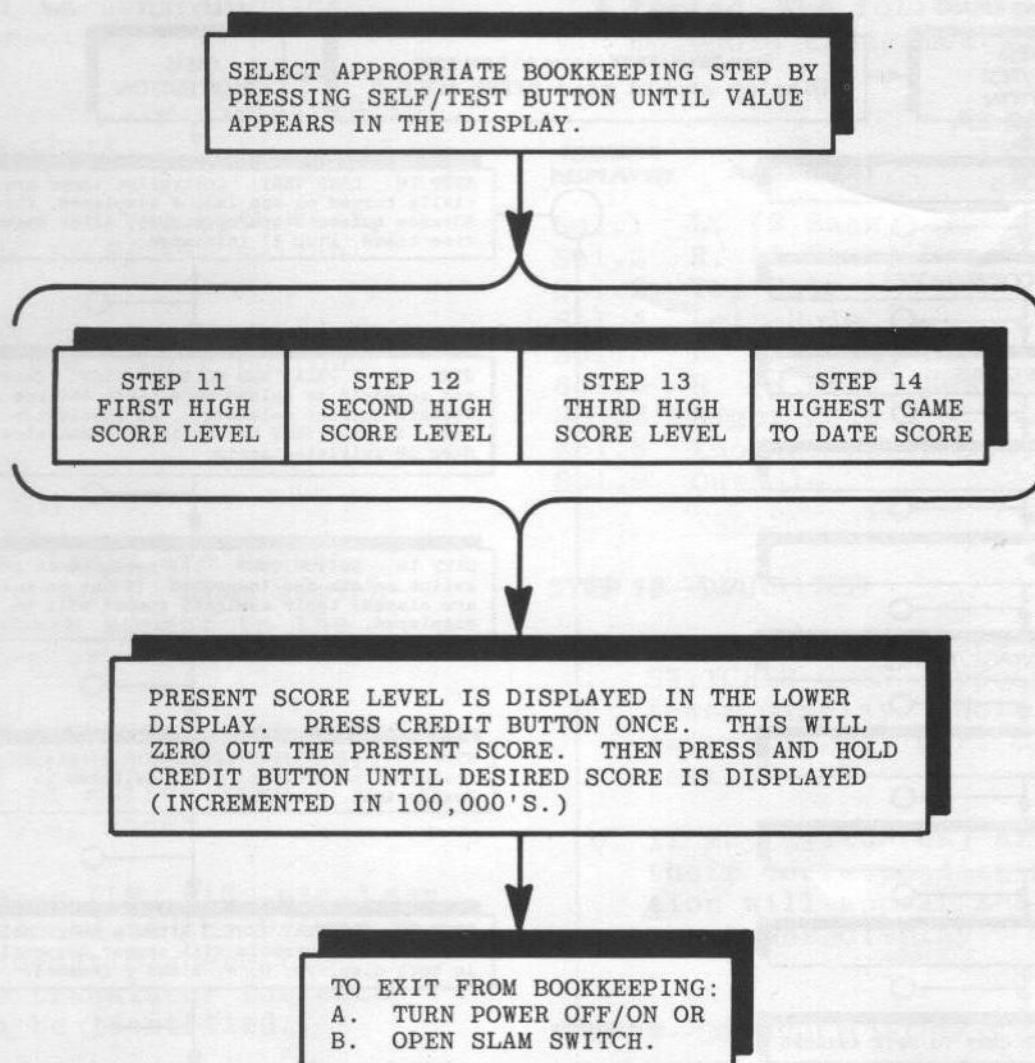 SELECT APPROPRIATE BOOKKEEPING STEP BY
PRESSING SELF/TEST BUTTON UNTIL VALUE
APPEARS IN THE DISPLAY.
STEP 11
FIRST HIGH
SCORE LEVEL
STEP 12
SECOND HIGH
SCORE LEVEL
STEP 13
THIRD HIGH
SCORE LEVEL
STEP 14
HIGHEST GAME
TO DATE SCORE
PRESENT SCORE LEVEL IS DISPLAYED IN THE LOWER
DISPLAY. PRESS CREDIT BUTTON ONCE. THIS WILL
ZERO OUT THE PRESENT SCORE. THEN PRESS AND HOLD
CREDIT BUTTON UNTIL DESIRED SCORE IS DISPLAYED
(INCREMENTED IN 100,000'S.)
TO EXIT FROM BOOKKEEPING:
A. TURN POWER OFF/ON OR
B. OPEN SLAM SWITCH.